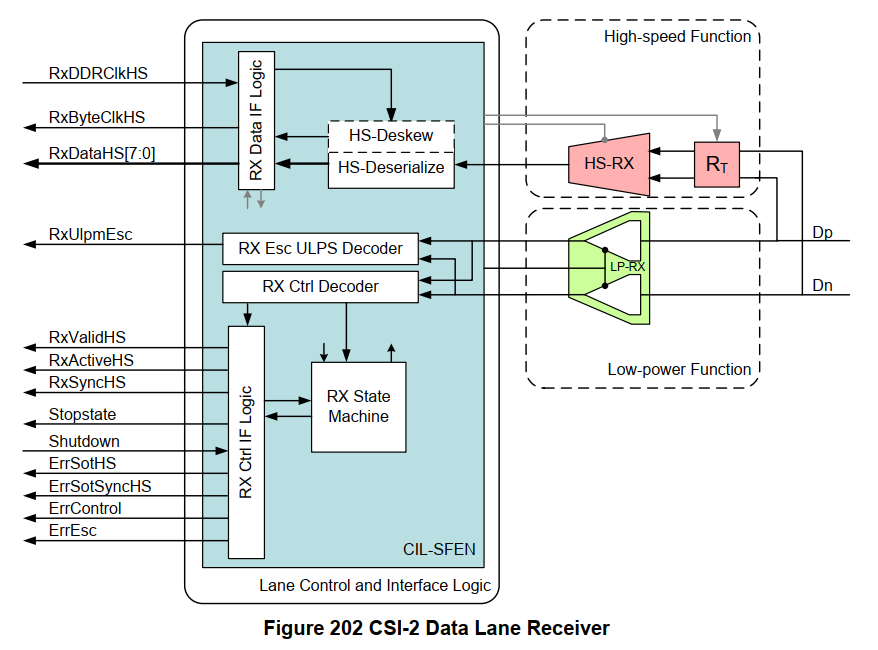 High-speed Function
RxDDRClkHS
RX Data IF Logic
RxByteClkHS
HS-Deskew
RxDataHS[7:0]
HS-Deserialize
HS-RX
RT
RxUlpmEsc
RX Esc ULPS Decoder
Dp
LP-RX
RX Ctrl Decoder
Dn
RxValidHS
RxActiveHS
RxSyncHS
Low-power Function
Stopstate
RX State
Machine
Shutdown
RX Ctrl IF Logic
ErrSotHS
ErrSotSyncHS
ErrControl
ErrEsc
CIL-SFEN
Lane Control and Interface Logic
Figure 202 CSI-2 Data Lane Receiver